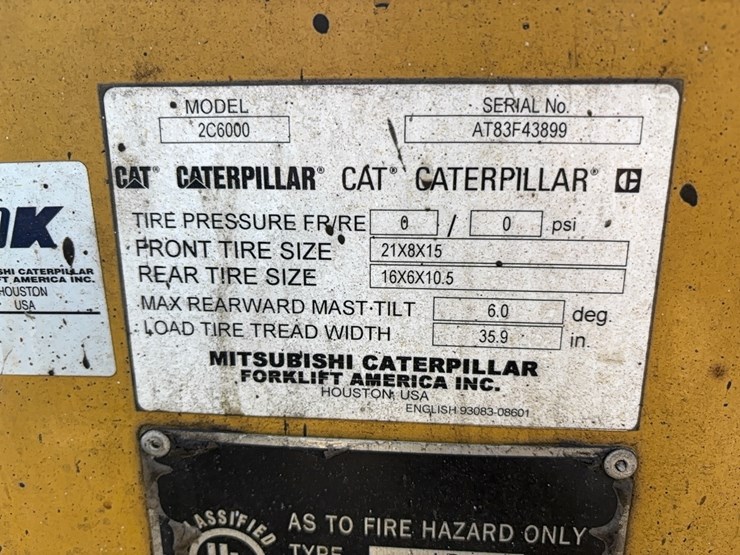 MODEL SERIAL No.
2C6000 AT83F43899
CAT® CATERPILLAR® CAT® CATERPILLAR®
TIRE PRESSURE FR/RE 0 / 0 psi
FRONT TIRE SIZE 21X8X15
REAR TIRE SIZE 16X6X10.5
MAX REARWARD MAST TILT 6.0 deg.
LOAD TIRE TREAD WIDTH 35.9 in.
MITSUBISHI CATERPILLAR
FORKLIFT AMERICA INC.
HOUSTON, USA
ENGLISH 93083-08601
OK
SHI CATERPILLAR
FT AMERICA INC.
HOUSTON
USA
ASSIFIED
AS TO FIRE HAZARD ONLY
TYPE